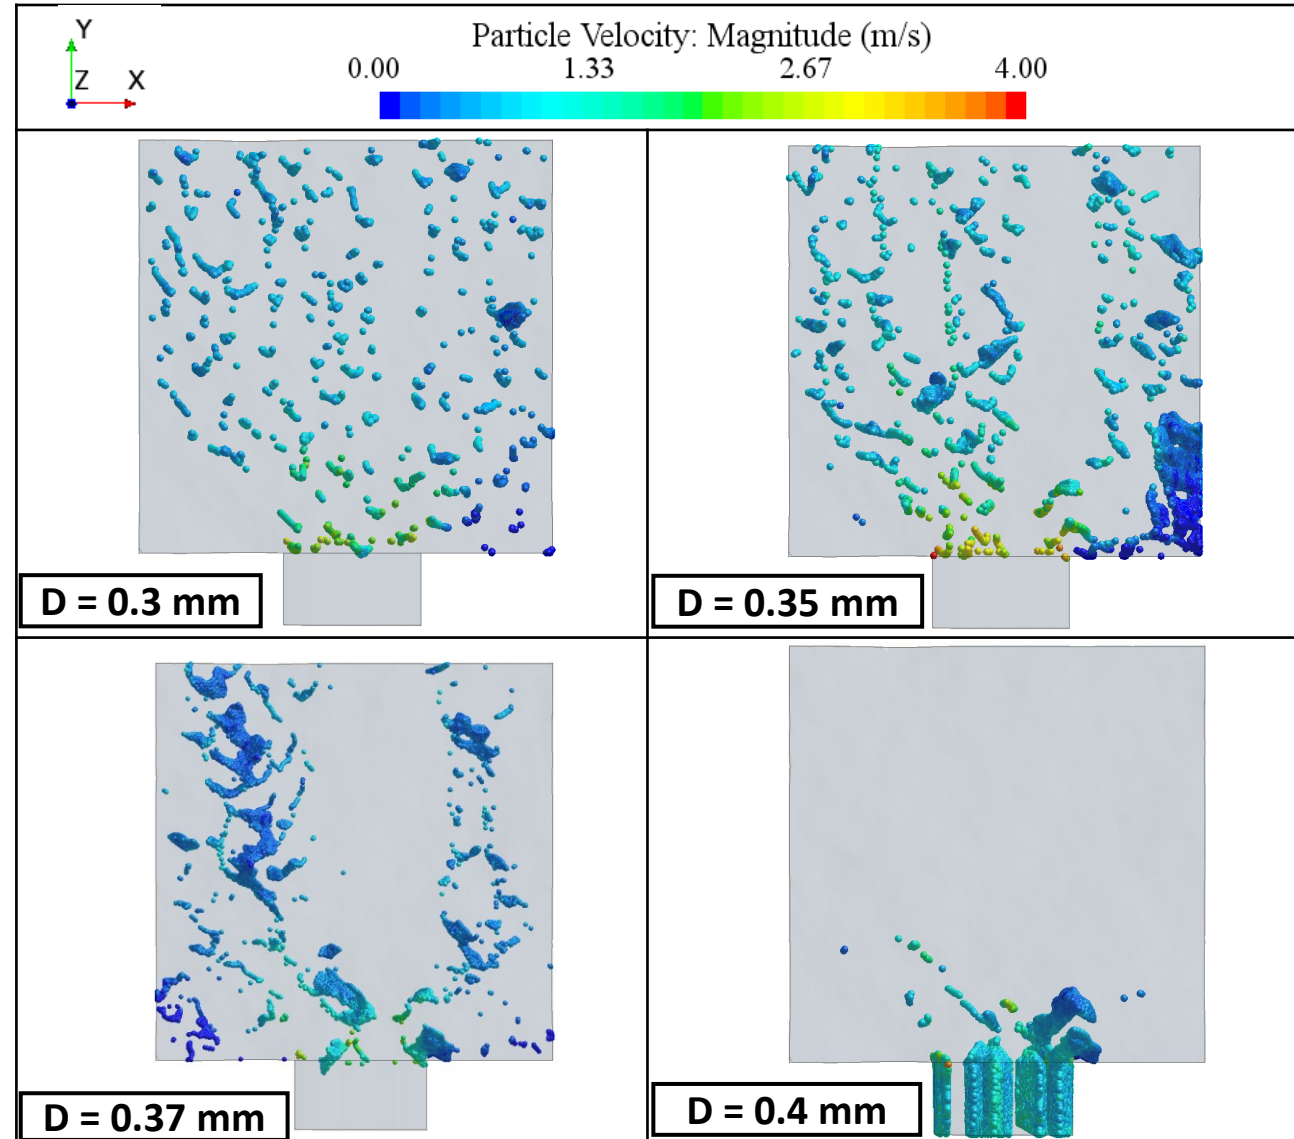 Y
Z X
Particle Velocity: Magnitude (m/s)
0.00 1.33 2.67 4.00
D = 0.3 mm
D = 0.35 mm
D = 0.37 mm
D = 0.4 mm